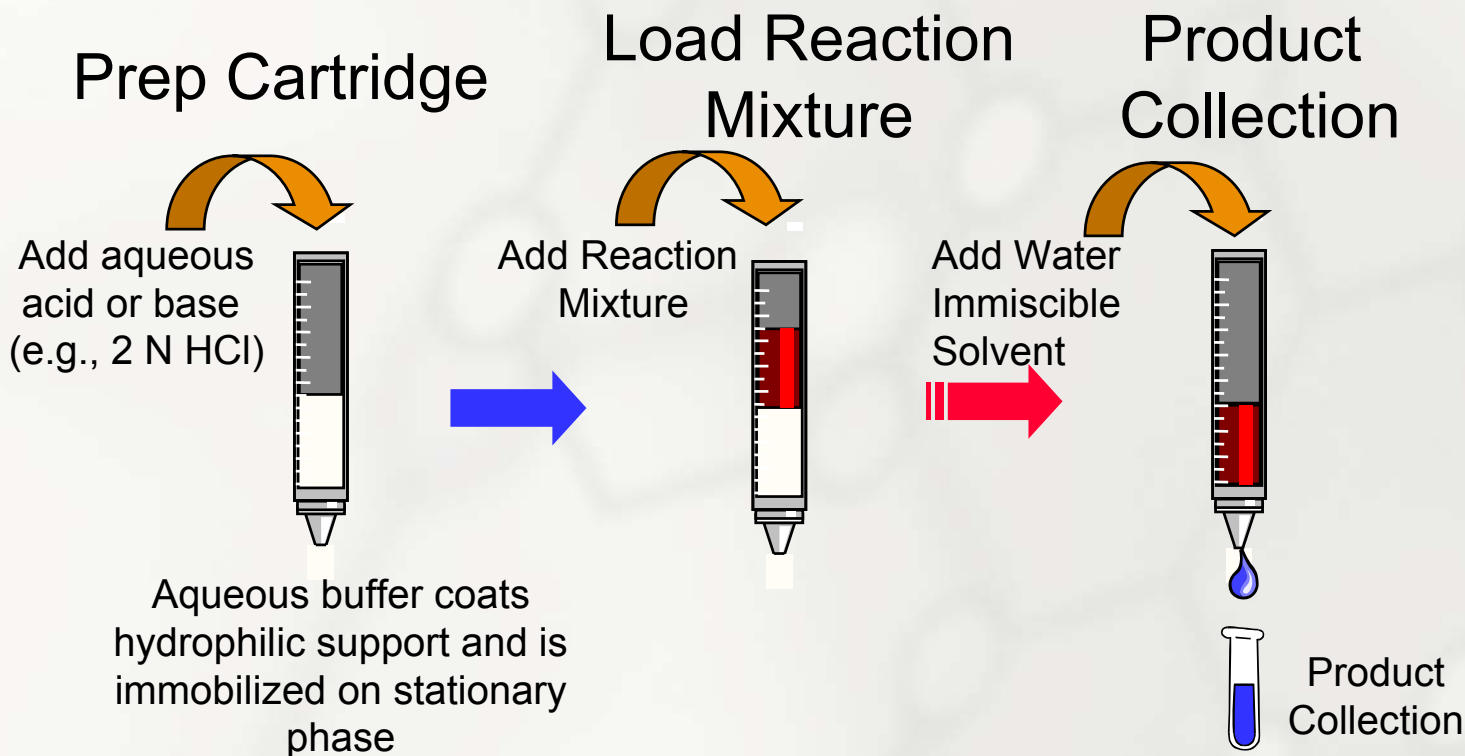 Prep Cartridge
Add aqueous
acid or base
(e.g., 2 N HCl)
Aqueous buffer coats
hydrophilic support and is
immobilized on stationary
phase
Load Reaction
Mixture
Add Reaction
Mixture
Product
Collection
Add Water
Immiscible
Solvent
Product
Collection